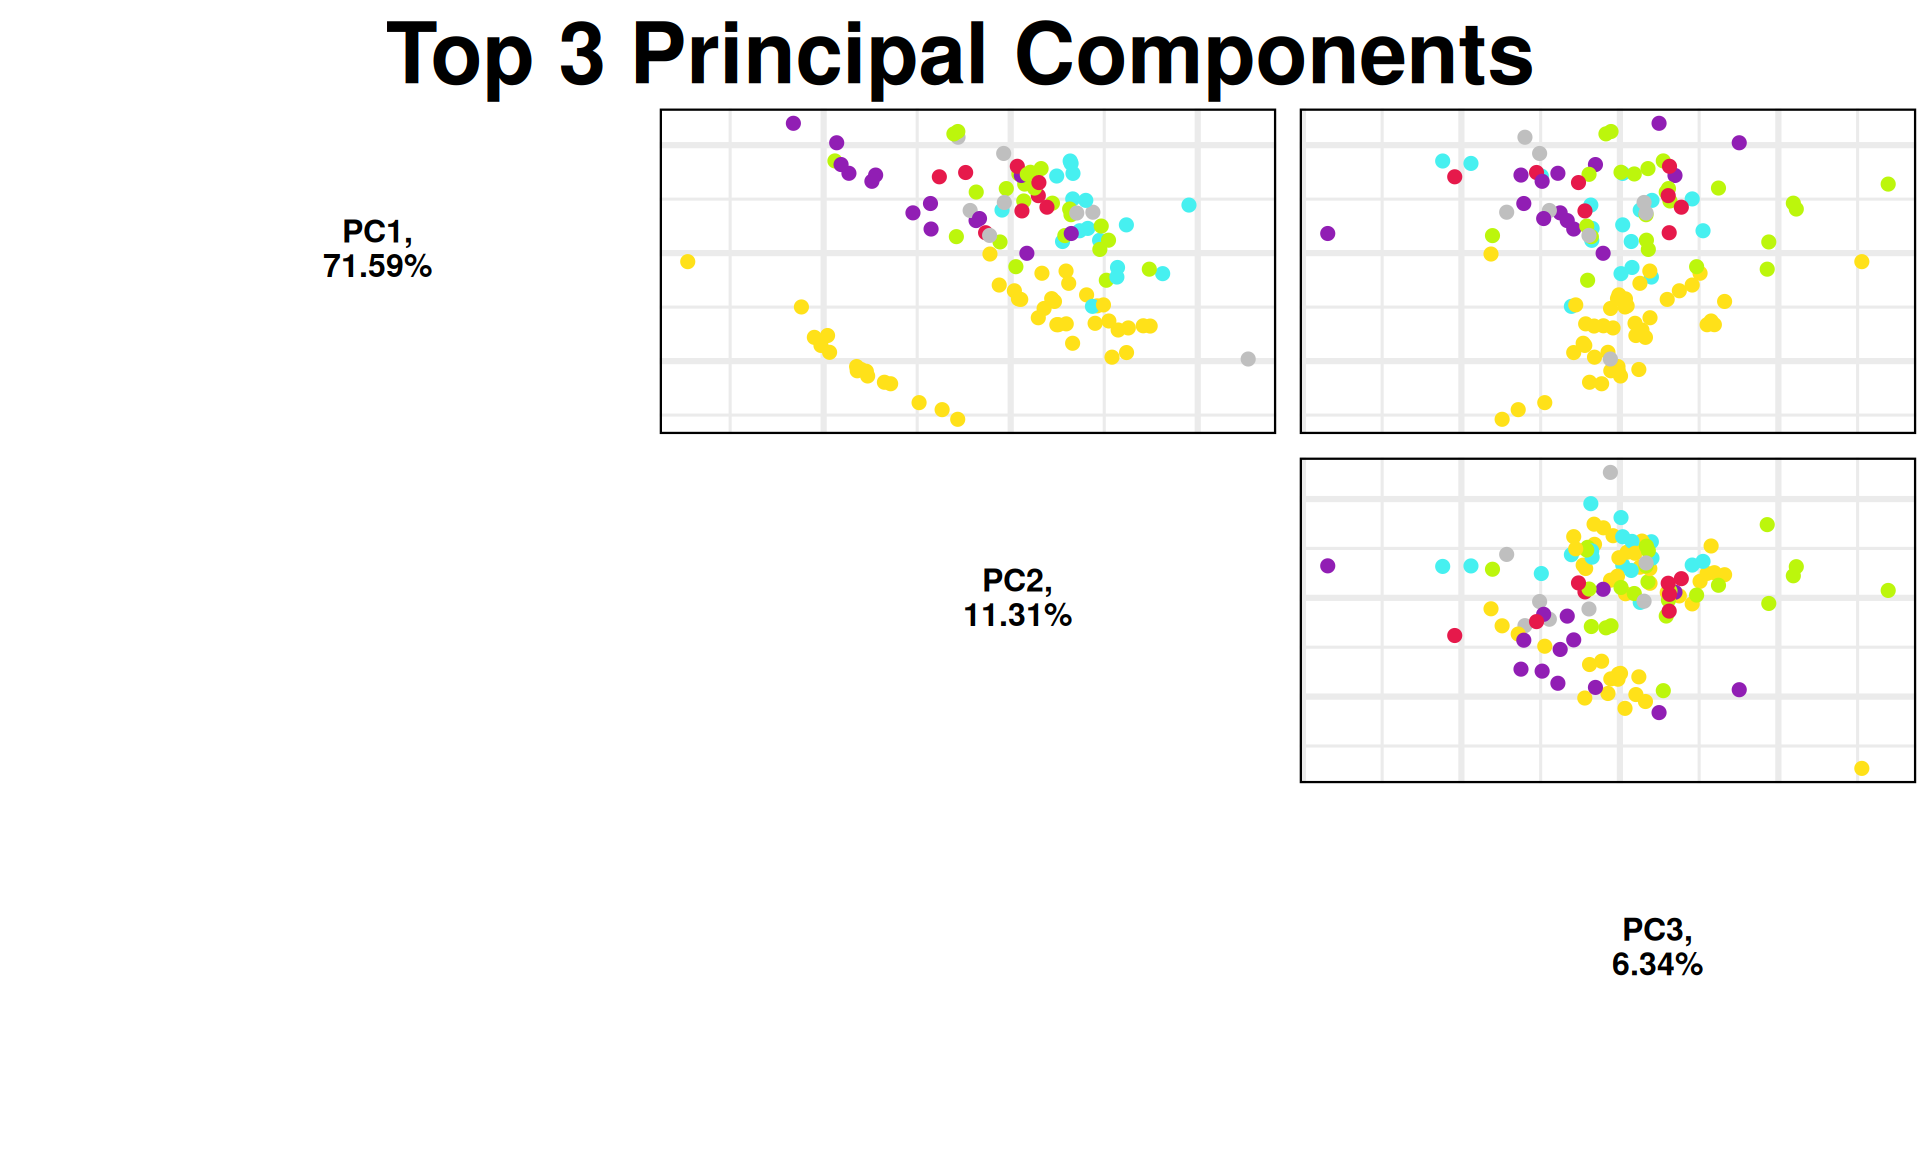 Top 3 Principal Components
PC1,
71.59%
PC2,
11.31%
PC3,
6.34%